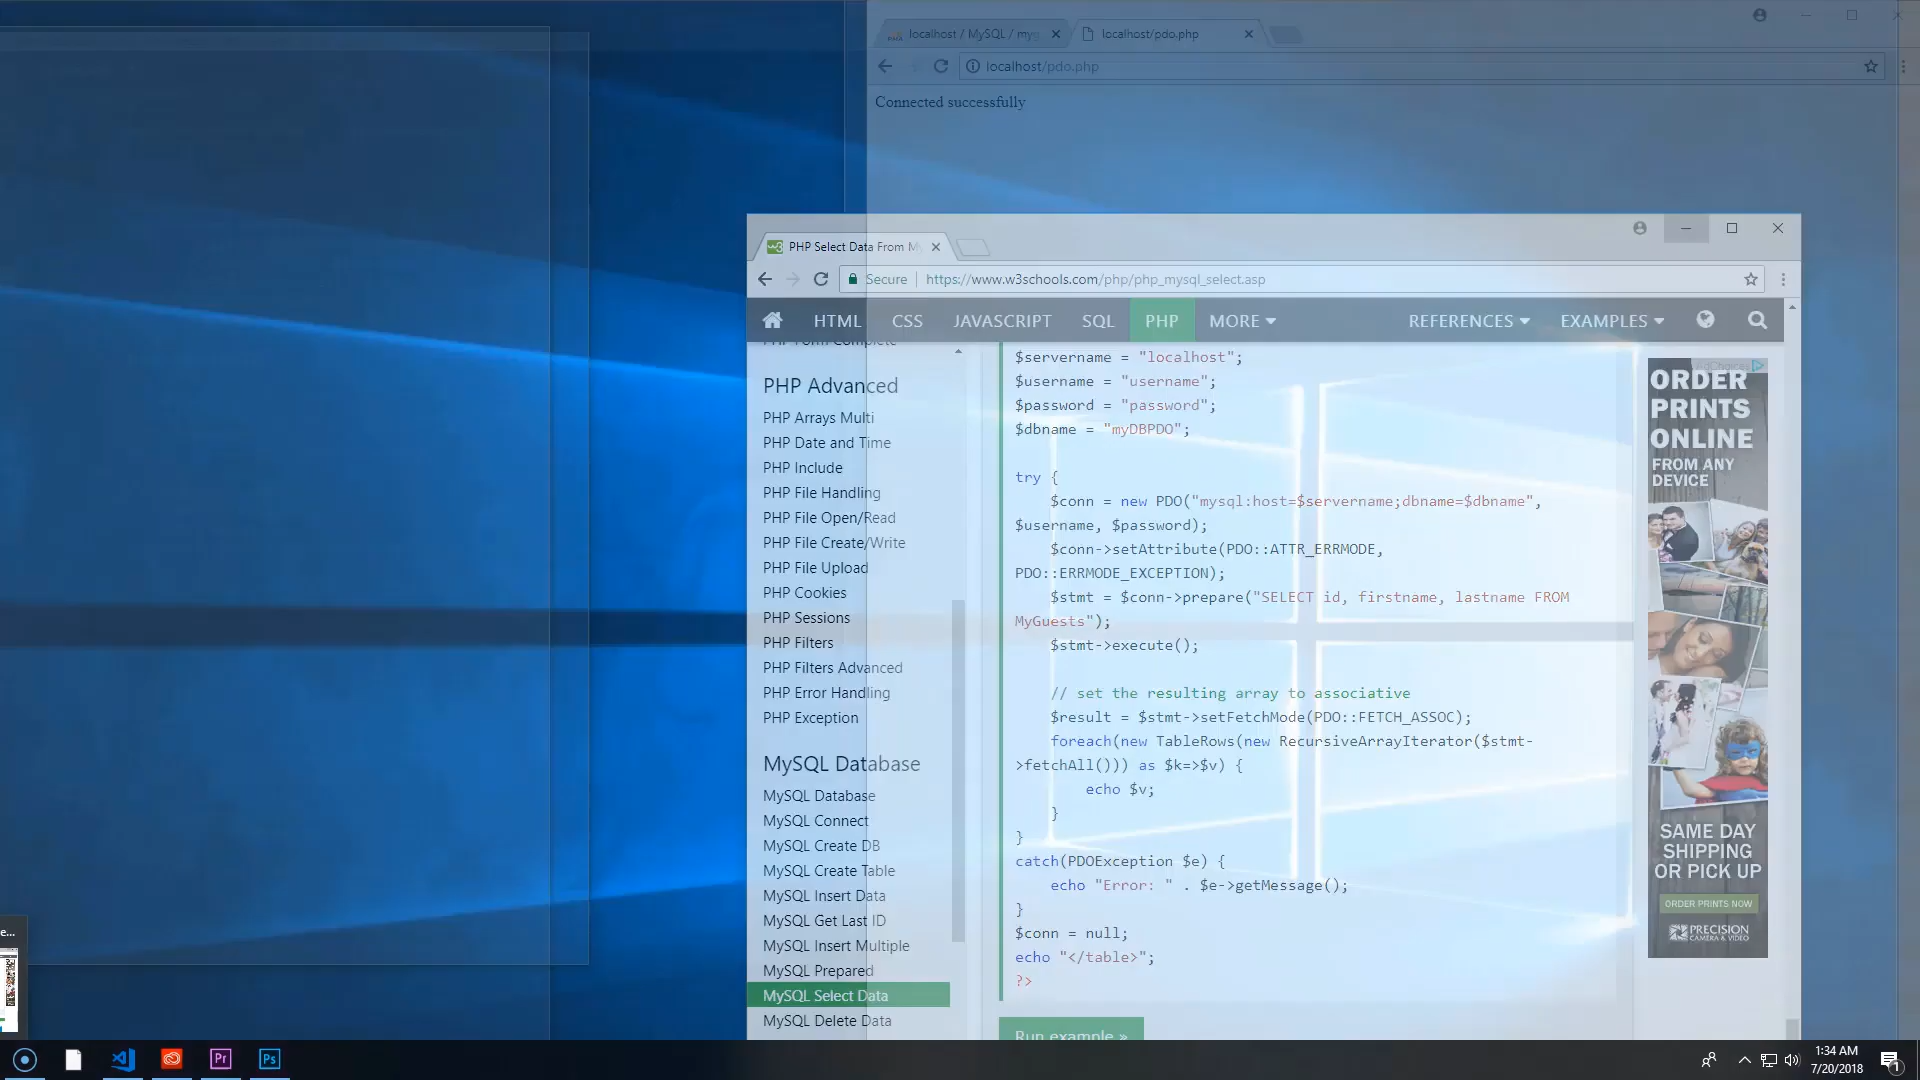 localhost / MySQL / mys
localhost/pdo.php
localhost/pdo.php
Connected successfully
PHP Select Data From M
Secure
https://www.w3schools.com/php/php_mysql_select.asp
HTML
CSS
JAVASCRIPT
SQL
PHP
MORE
REFERENCES
EXAMPLES
PHP Form Complete
PHP Advanced
PHP Arrays Multi
PHP Date and Time
PHP Include
PHP File Handling
PHP File Open/Read
PHP File Create/Write
PHP File Upload
PHP Cookies
PHP Sessions
PHP Filters
PHP Filters Advanced
PHP Error Handling
PHP Exception
MySQL Database
MySQL Database
MySQL Connect
MySQL Create DB
MySQL Create Table
MySQL Insert Data
MySQL Get Last ID
MySQL Insert Multiple
MySQL Prepared
MySQL Select Data
MySQL Delete Data
$servername = "localhost";
$username = "username";
$password = "password";
$dbname = "myDBPDO";
try {
$conn = new PDO("mysql:host=$servername;dbname=$dbname",
$username, $password);
$conn->setAttribute(PDO::ATTR_ERRMODE,
PDO::ERRMODE_EXCEPTION);
$stmt = $conn->prepare("SELECT id, firstname, lastname FROM
MyGuests");
$stmt->execute();
// set the resulting array to associative
$result = $stmt->setFetchMode(PDO::FETCH_ASSOC);
foreach(new TableRows(new RecursiveArrayIterator($stmt-
>fetchAll())) as $k=>$v) {
echo $v;
}
}
catch(PDOException $e) {
echo "Error: " . $e->getMessage();
}
$conn = null;
echo "</table>";
?>
Run example »
ORDER
PRINTS
ONLINE
FROM ANY
DEVICE
SAME DAY
SHIPPING
OR PICK UP
ORDER PRINTS NOW
PRECISION
CAMERA & VIDEO
e...
Pr
Ps
1:34 AM
7/20/2018
1